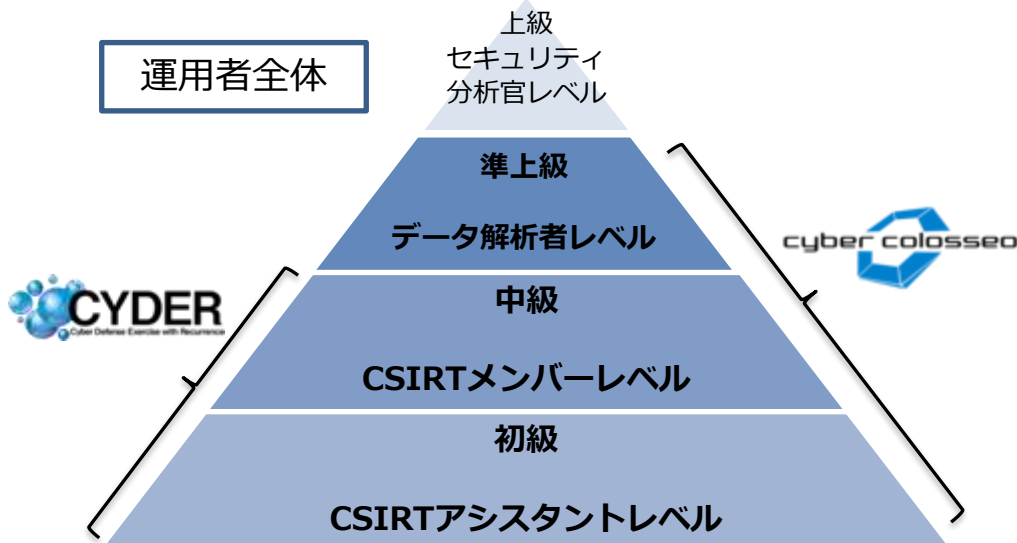 運用者全体
上級
セキュリティ
分析官レベル
準上級
データ解析者レベル
cyber colosseo
CYDER
Cyber Defense Exercise with Recurrence
中級
CSIRTメンバーレベル
初級
CSIRTアシスタントレベル